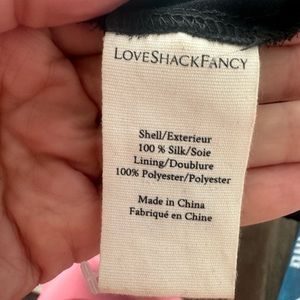 LOVESHACKFANCY
Shell/Exterieur
100 % Silk/Soie
Lining/Doublure
100% Polyester/Polyester
Made in China
Fabriqué en Chine